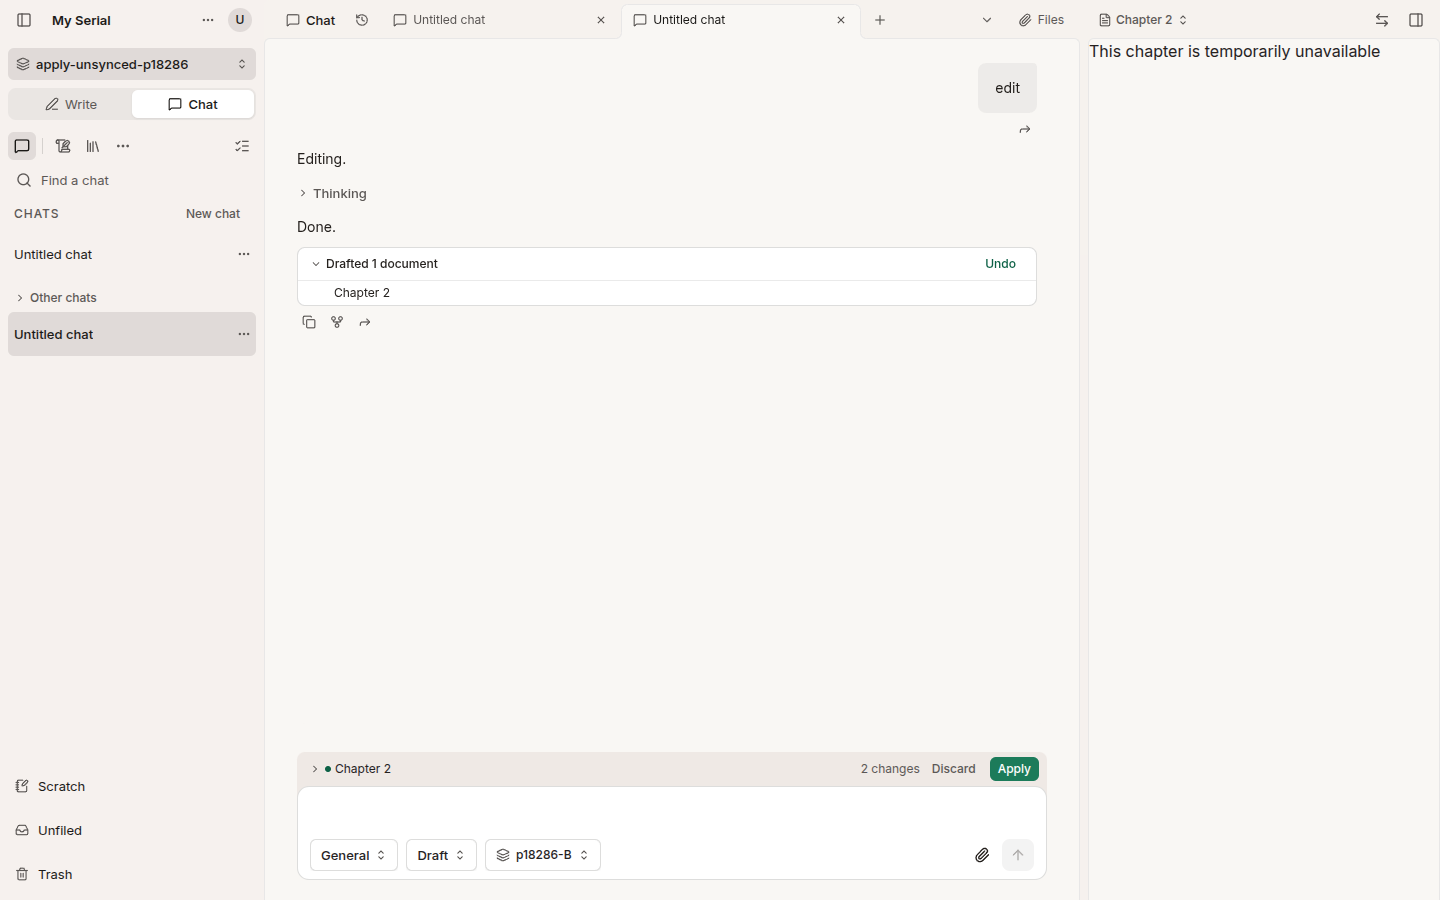 My Serial
U
apply-unsynced-p18286
Write
Chat
Find a chat
CHATS
New chat
Untitled chat
Other chats
Untitled chat
Scratch
Unfiled
Trash
Chat
Untitled chat
Untitled chat
Files
Chapter 2
edit
Editing.
Thinking
Done.
Drafted 1 document
Undo
Chapter 2
Chapter 2
2 changes
Discard
Apply
General
Draft
p18286-B
This chapter is temporarily unavailable